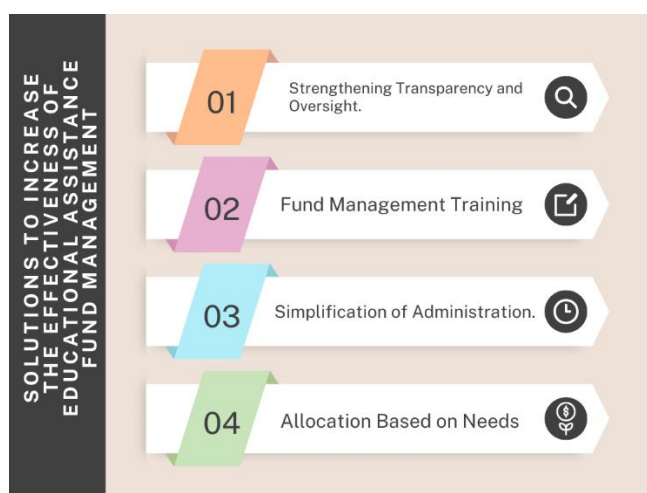 SOLUTIONS TO INCREASE
THE EFFECTIVENESS OF
EDUCATIONAL ASSISTANCE
FUND MANAGEMENT
01
Strengthening Transparency and
Oversight.
02
Fund Management Training
03
Simplification of Administration.
04
Allocation Based on Needs
$